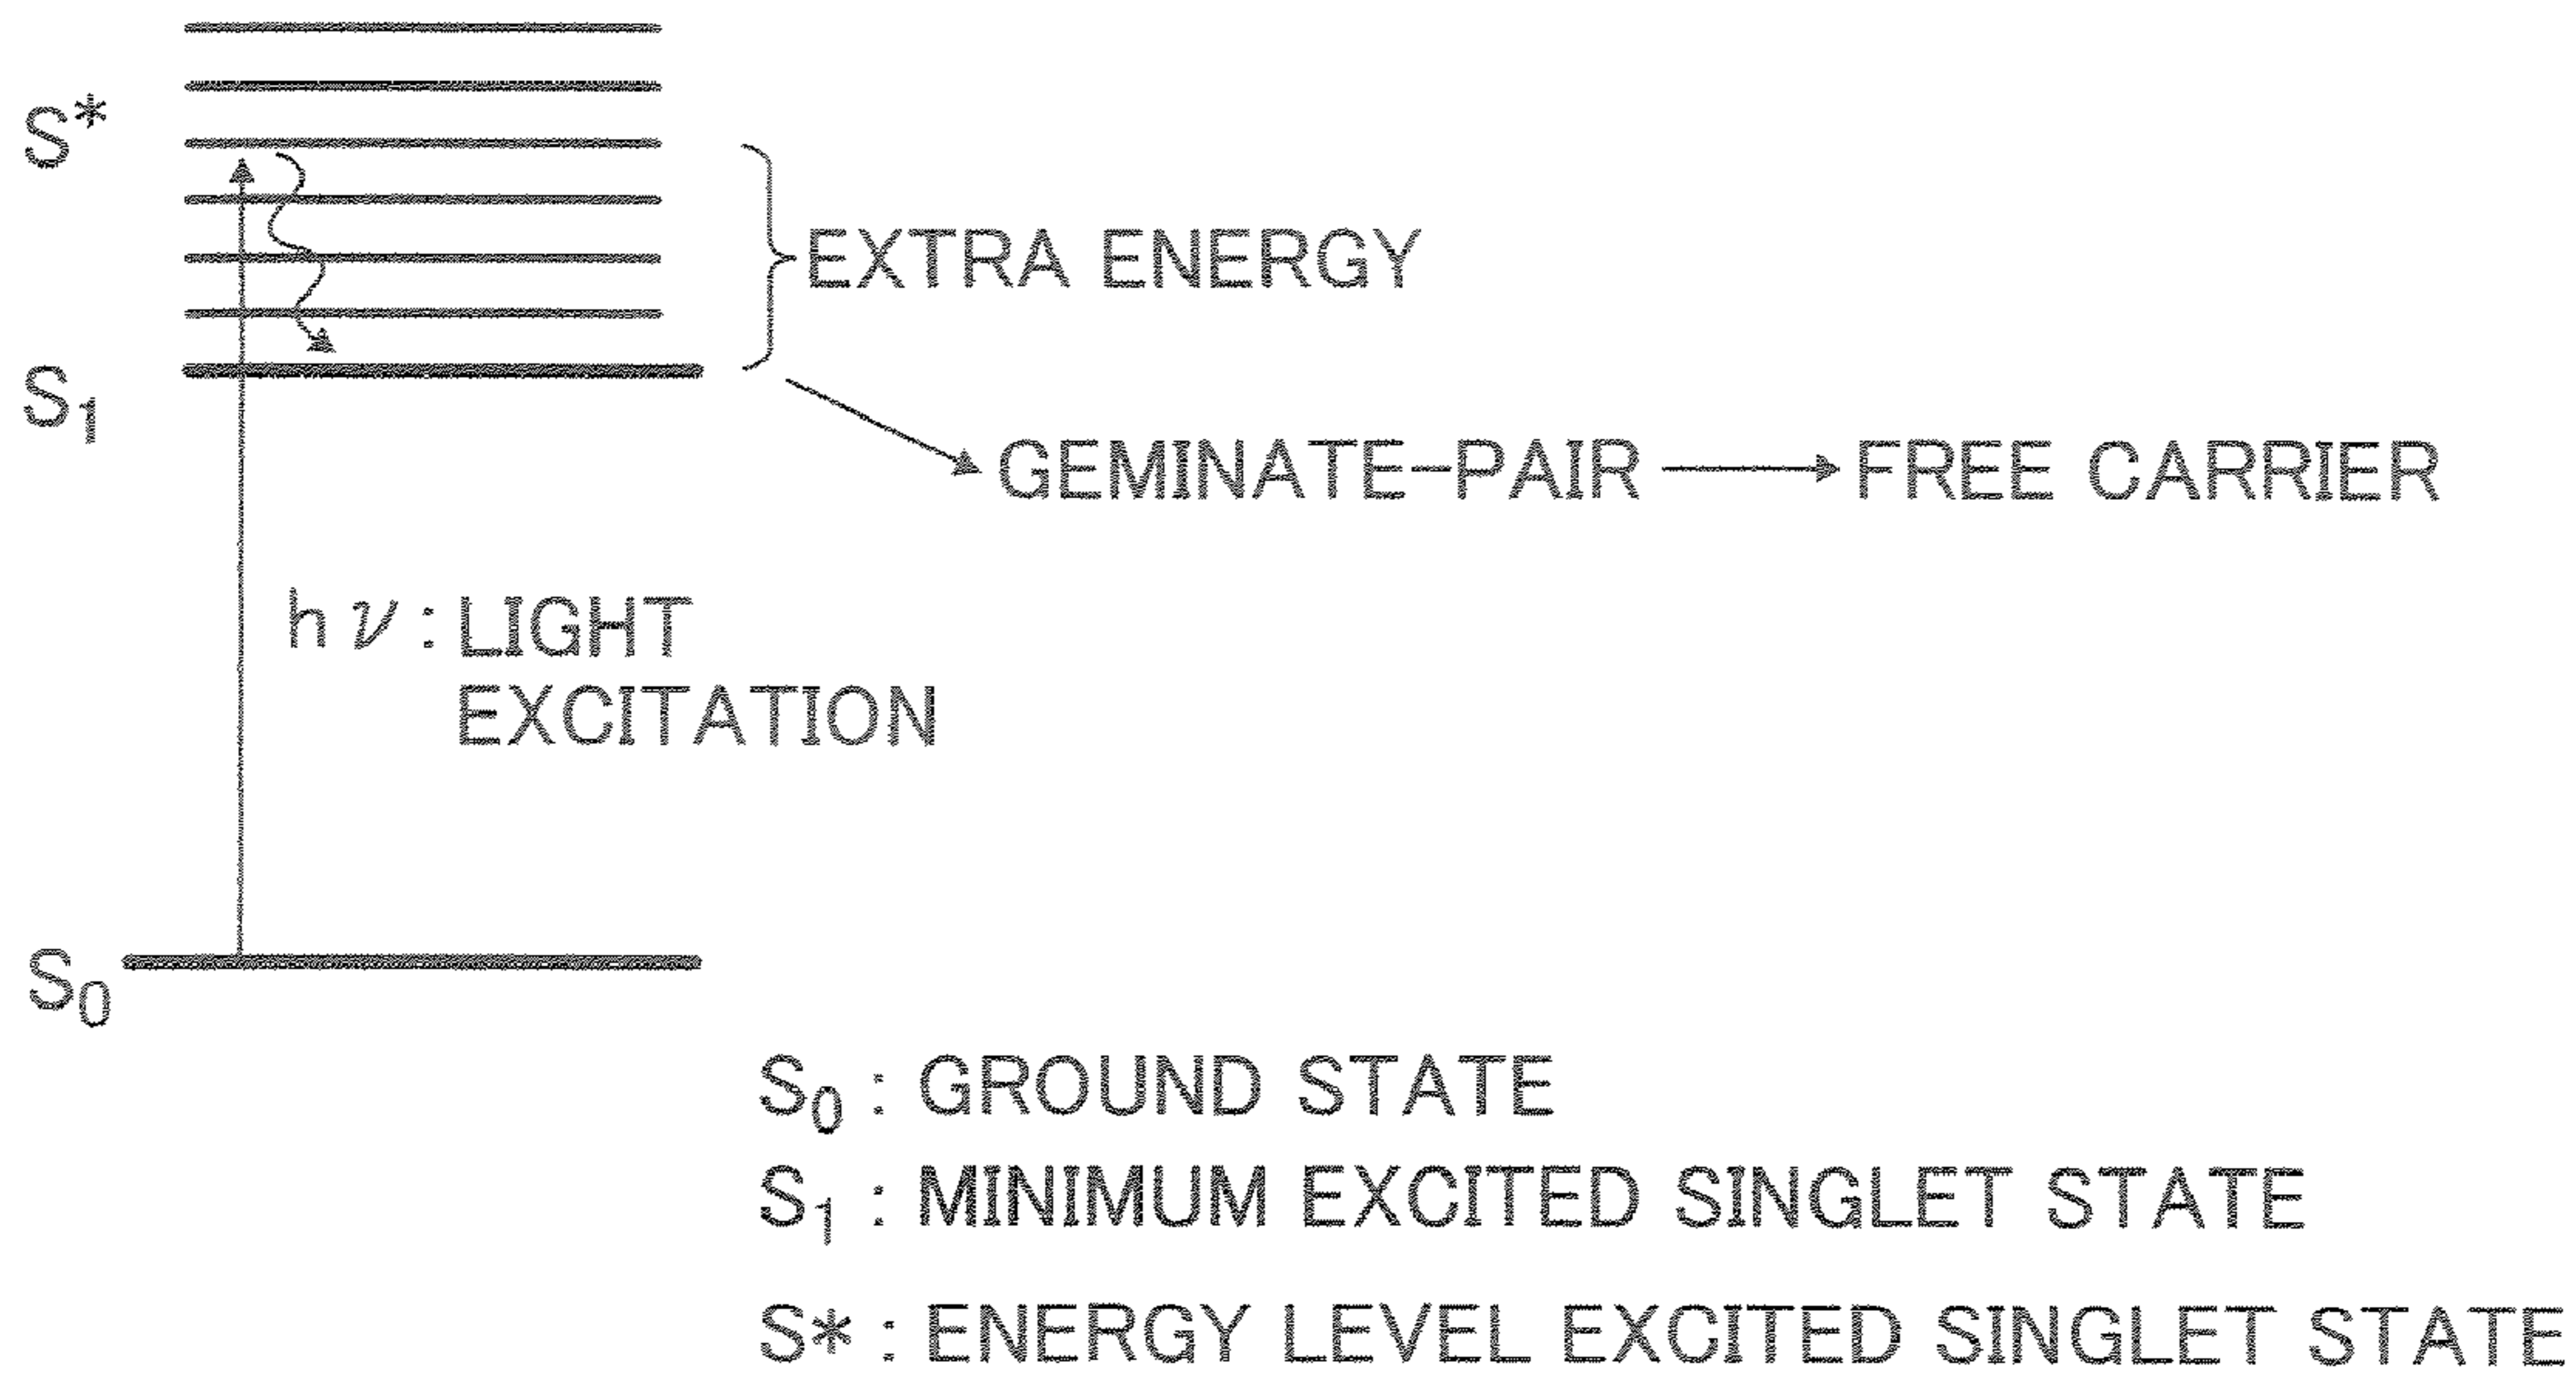 S*
EXTRA ENERGY
S₁
GEMINATE-PAIR → FREE CARRIER
hν : LIGHT
EXCITATION
S₀
S₀ : GROUND STATE
S₁ : MINIMUM EXCITED SINGLET STATE
S* : ENERGY LEVEL EXCITED SINGLET STATE